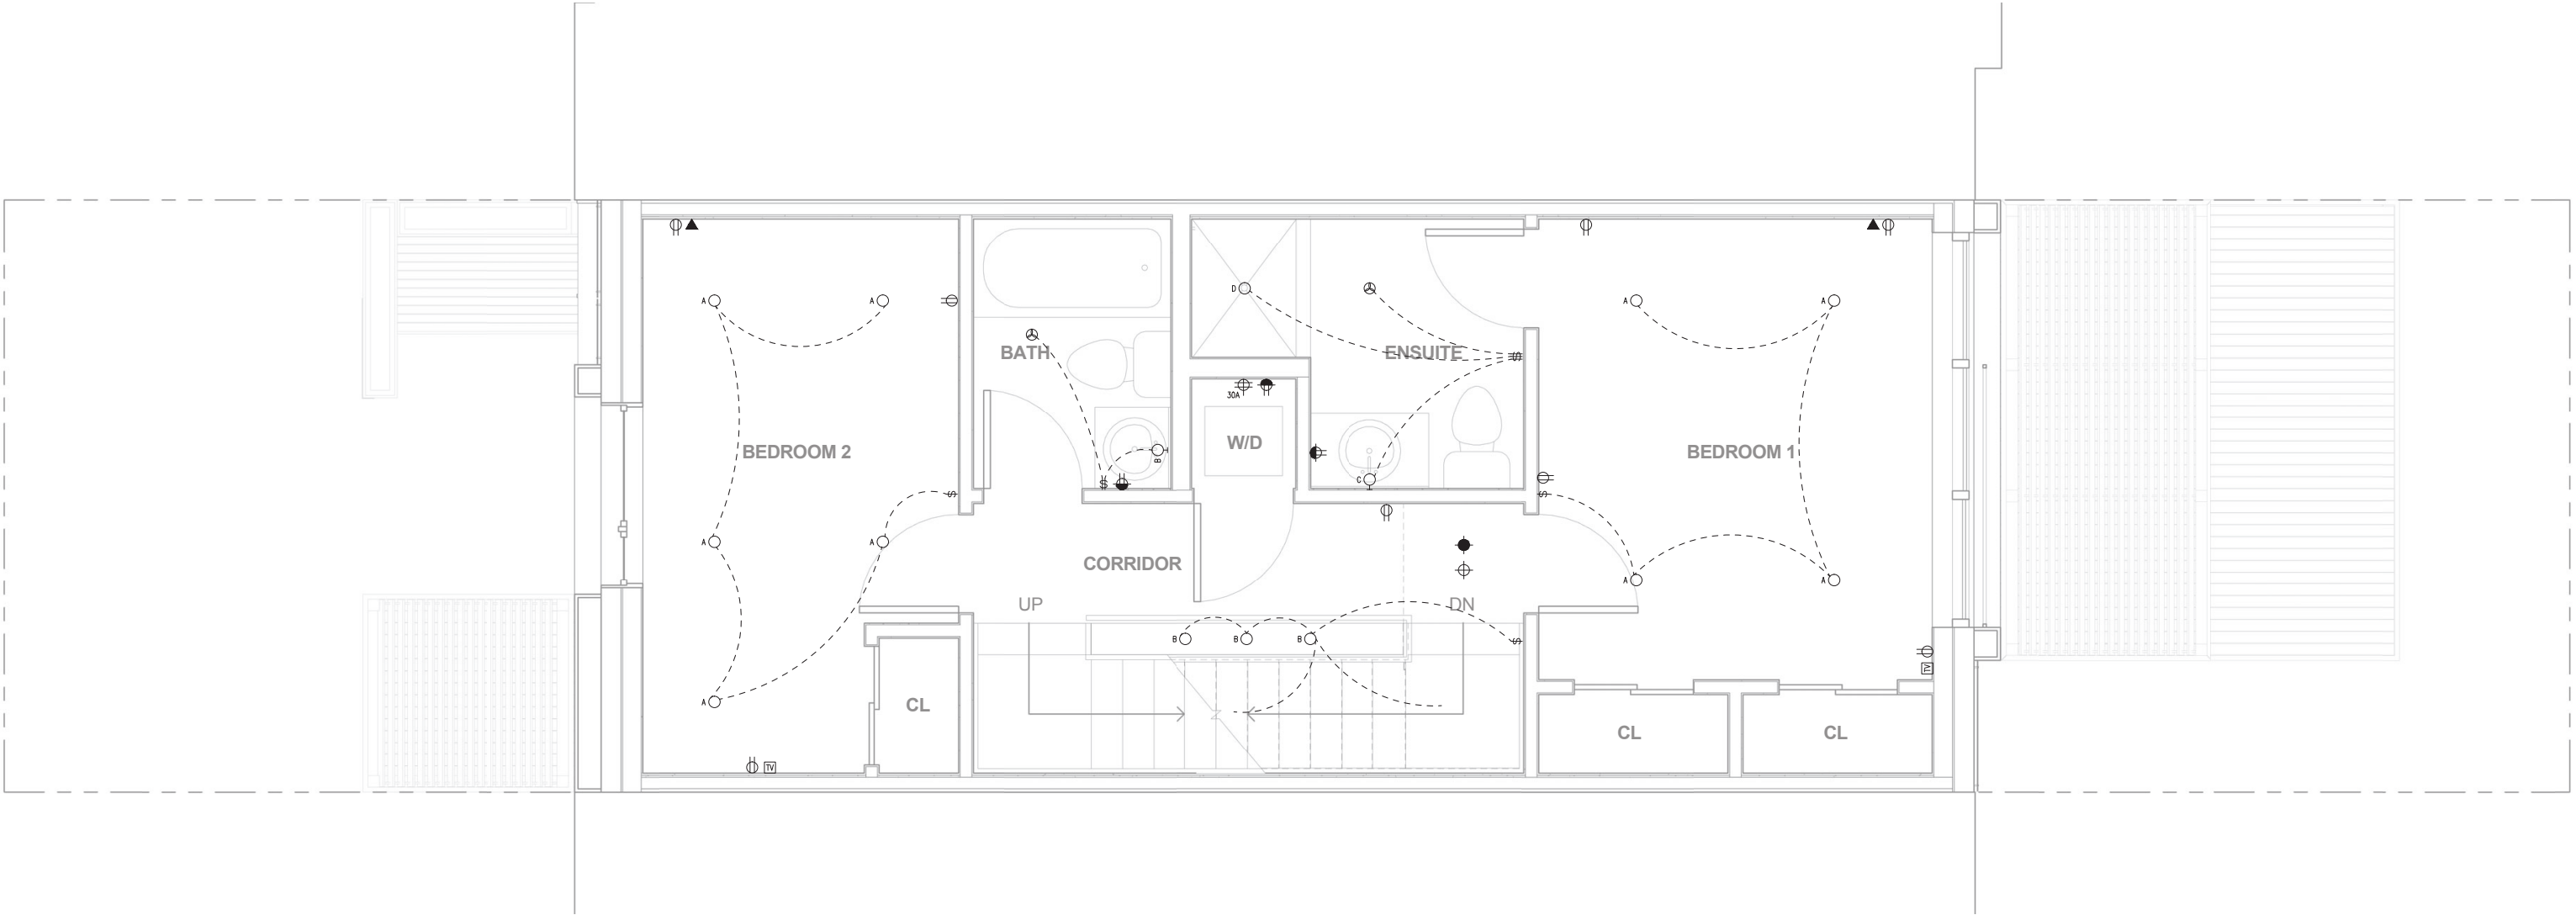 A
A
A
A
D
BATH
ENSUITE
S
30A
BEDROOM 2
W/D
BEDROOM 1
B
C
S
$
S
A
A
CORRIDOR
A
A
UP
DN
B
B
B
S
TV
A
CL
CL
CL
TV